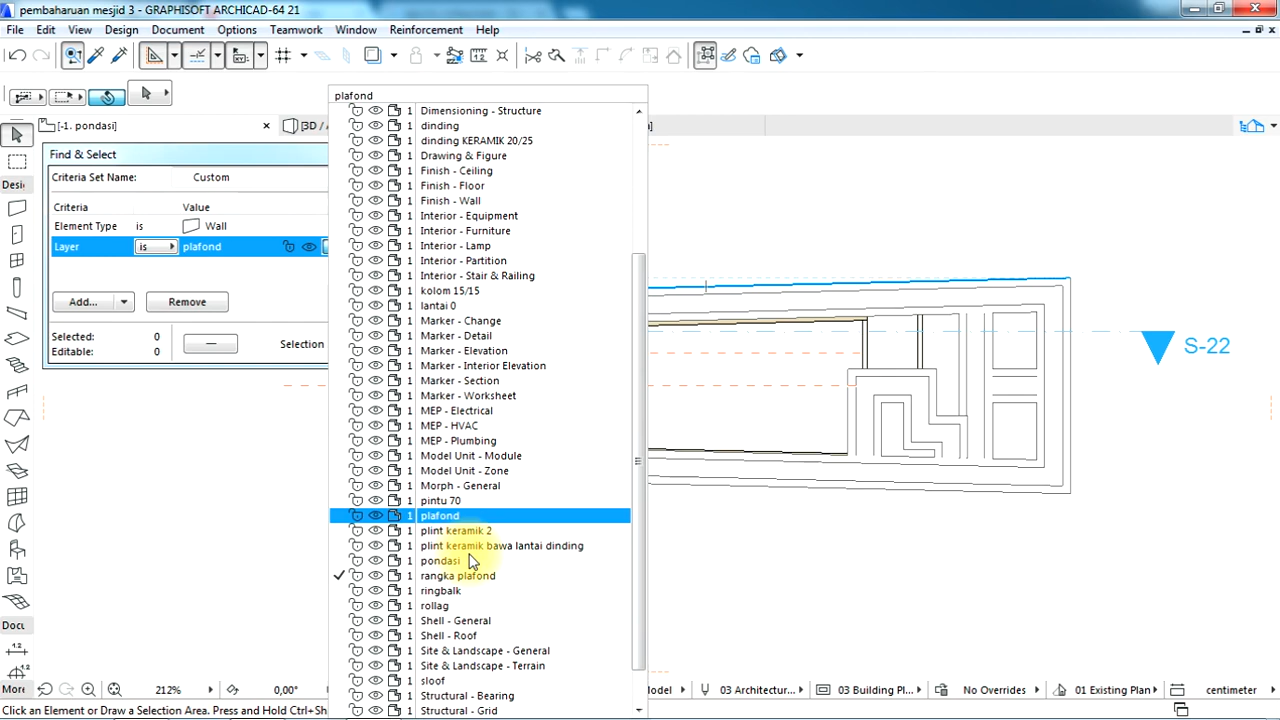 pembaharuan mesjid 3 - GRAPHISOFT ARCHICAD-64 21
File Edit View Design Document Options Teamwork Window Reinforcement Help
[-1. pondasi]
[3D /
Find & Select
Criteria Set Name: Custom
Criteria Value
Element Type is Wall
Layer is plafond
Add... Remove
Selected: 0
Editable: 0
Selection
plafond
1 Dimensioning - Structure
1 dinding
1 dinding KERAMIK 20/25
1 Drawing & Figure
1 Finish - Ceiling
1 Finish - Floor
1 Finish - Wall
1 Interior - Equipment
1 Interior - Furniture
1 Interior - Lamp
1 Interior - Partition
1 Interior - Stair & Railing
1 kolom 15/15
1 lantai 0
1 Marker - Change
1 Marker - Detail
1 Marker - Elevation
1 Marker - Interior Elevation
1 Marker - Section
1 Marker - Worksheet
1 MEP - Electrical
1 MEP - HVAC
1 MEP - Plumbing
1 Model Unit - Module
1 Model Unit - Zone
1 Morph - General
1 pintu 70
1 plafond
1 plint keramik 2
1 plint keramik bawa lantai dinding
1 pondasi
1 rangka plafond
1 ringbalk
1 rollag
1 Shell - General
1 Shell - Roof
1 Site & Landscape - General
1 Site & Landscape - Terrain
1 sloof
1 Structural - Bearing
1 Structural - Grid
S-22
Desi
Docu
More
212% 0,00° odel 03 Architectur... 03 Building Pl... No Overrides 01 Existing Plan centimeter
Click an Element or Draw a Selection Area. Press and Hold Ctrl+Sh